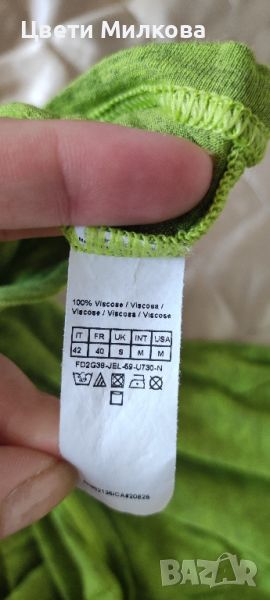 Цвети Милкова
100% Viscose / Viscosa /
Viscose / Viscosa / Viscose
IT FR UK INT USA
42 40 S M M
FD2G38-JEL-69-U730-N
bazar